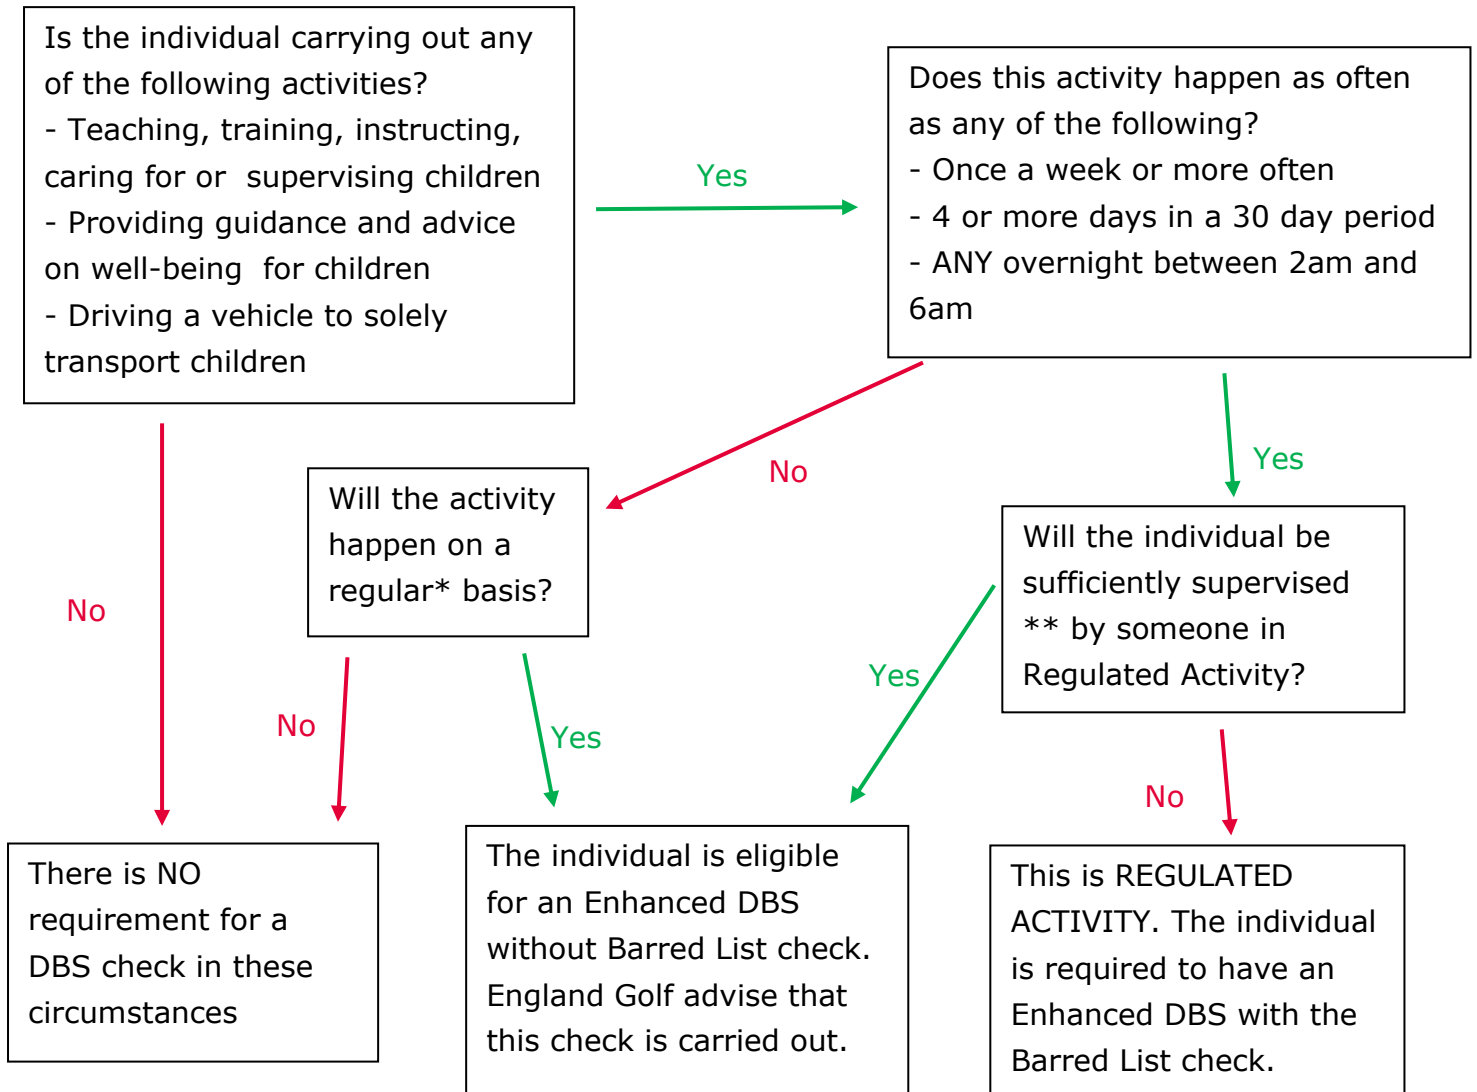 Is the individual carrying out any
of the following activities?
- Teaching, training, instructing,
caring for or  supervising children
- Providing guidance and advice
on well-being  for children
- Driving a vehicle to solely
transport children
Yes
Does this activity happen as often
as any of the following?
- Once a week or more often
- 4 or more days in a 30 day period
- ANY overnight between 2am and
6am
No
Yes
Will the activity
happen on a
regular* basis?
Will the individual be
sufficiently supervised
** by someone in
Regulated Activity?
No
No
Yes
Yes
No
There is NO
requirement for a
DBS check in these
circumstances
The individual is eligible
for an Enhanced DBS
without Barred List check.
England Golf advise that
this check is carried out.
This is REGULATED
ACTIVITY. The individual
is required to have an
Enhanced DBS with the
Barred List check.